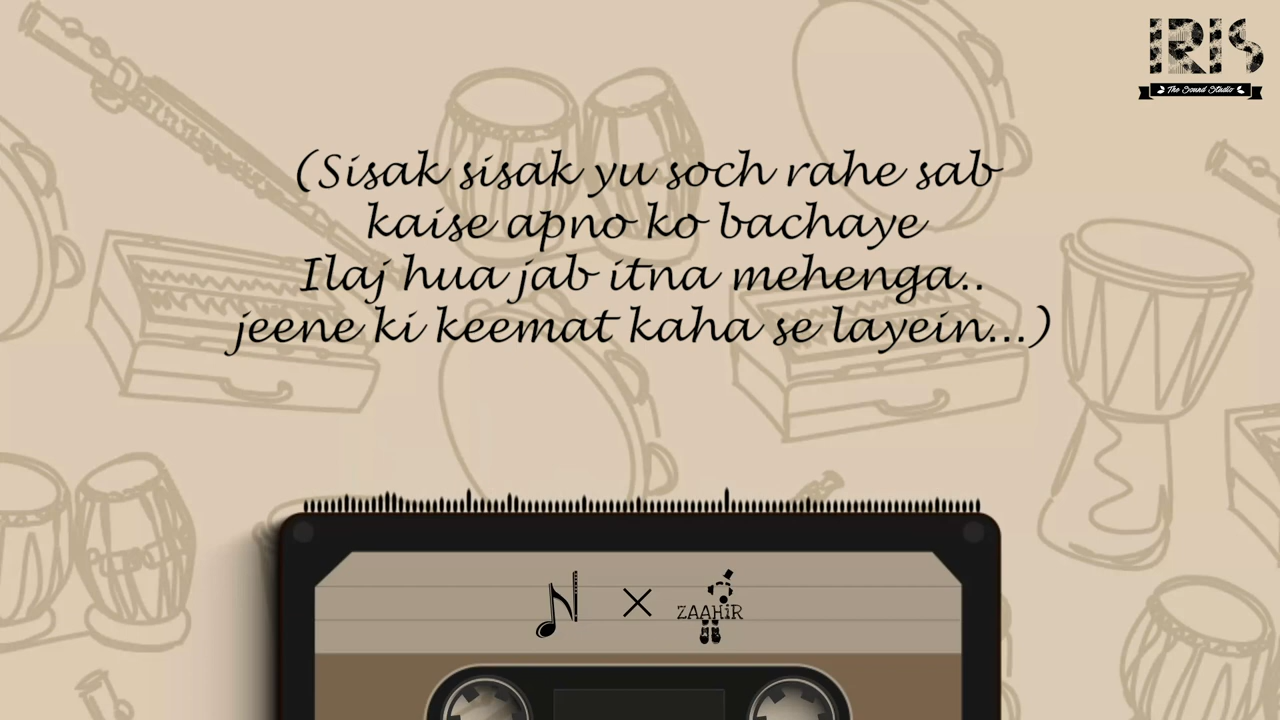 IRIS
The Sound Studio
(Sisak sisak yu soch rahe sab
kaise apno ko bachaye
Ilaj hua jab itna mehenga..
jeene ki keemat kaha se layein...)
ZAAHiR